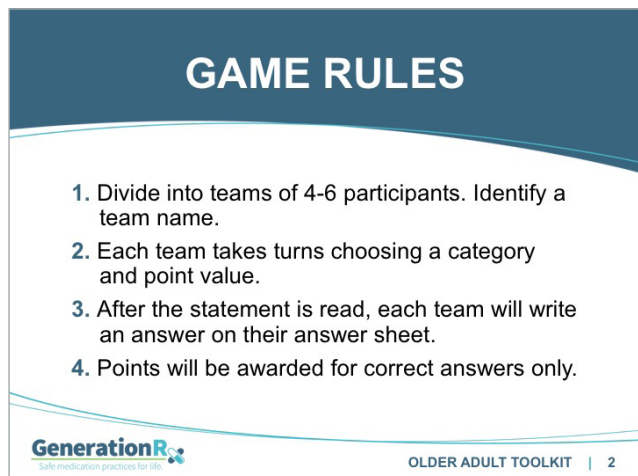 GAME RULES
1. Divide into teams of 4-6 participants. Identify a
team name.
2. Each team takes turns choosing a category
and point value.
3. After the statement is read, each team will write
an answer on their answer sheet.
4. Points will be awarded for correct answers only.
GenerationRx
Safe medication practices for life.
OLDER ADULT TOOLKIT | 2